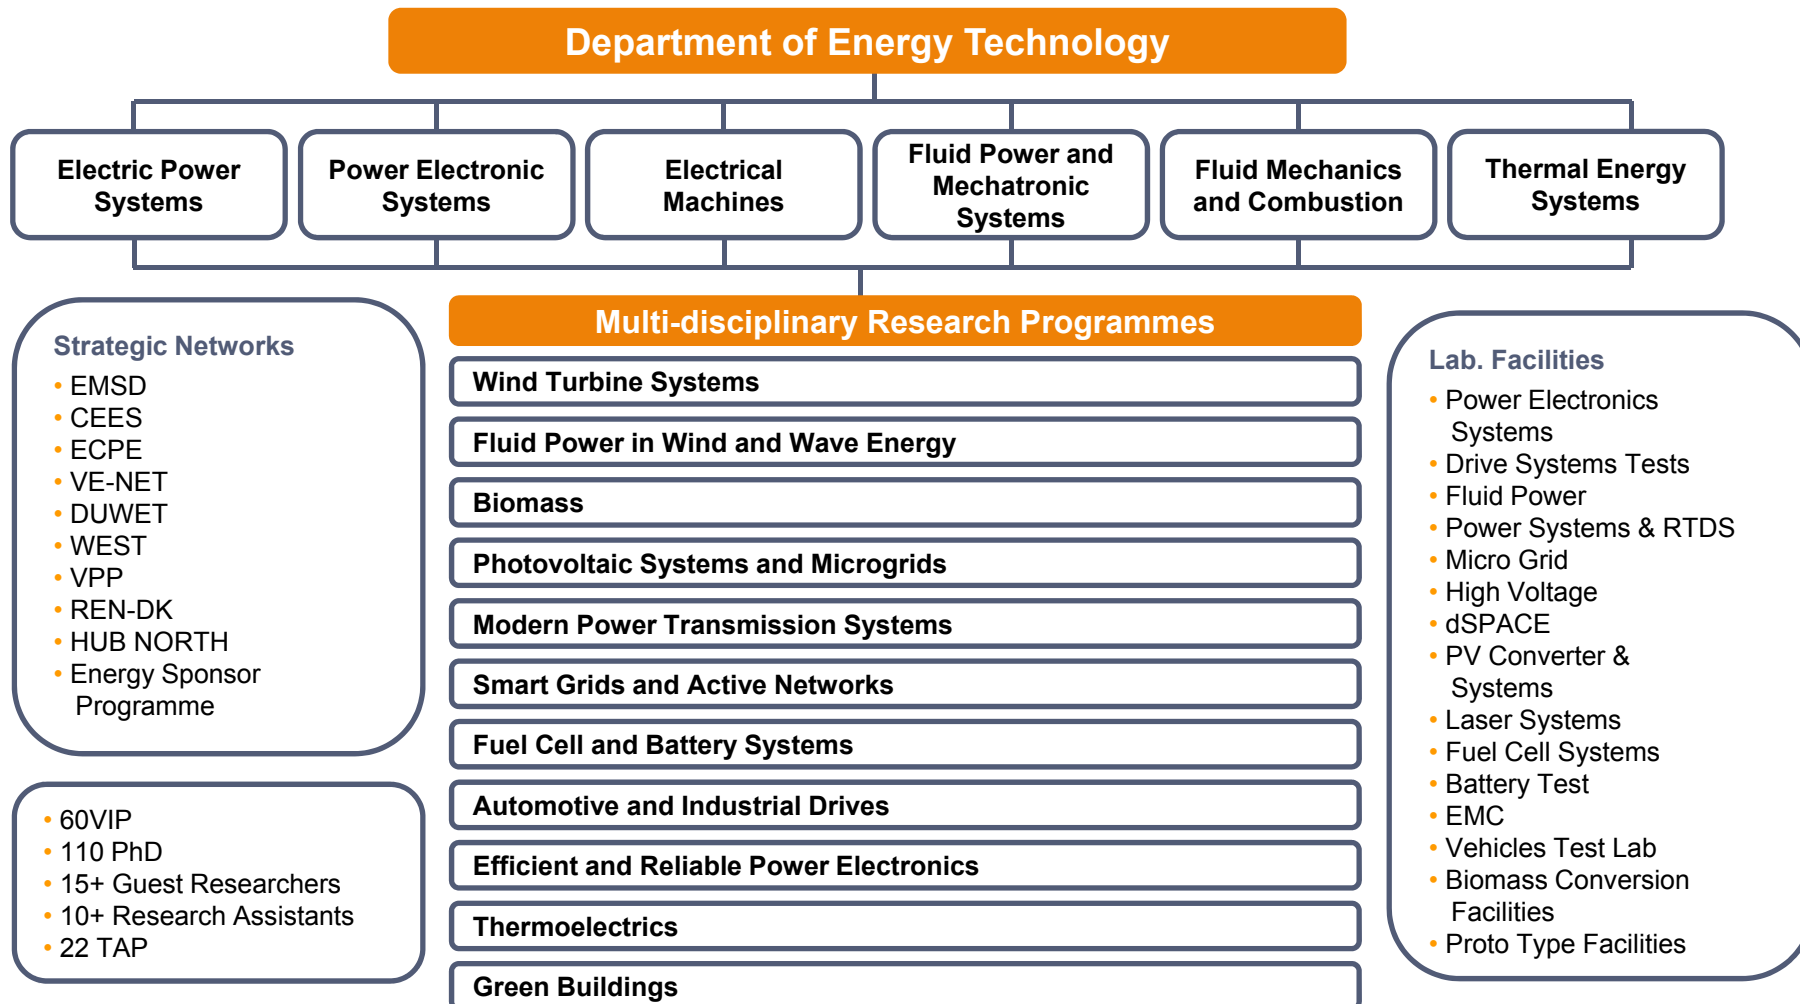 Department of Energy Technology
Electric Power
Systems
Power Electronic
Systems
Electrical
Machines
Fluid Power and
Mechatronic
Systems
Fluid Mechanics
and Combustion
Thermal Energy
Systems
Strategic Networks
• EMSD
• CEES
• ECPE
• VE-NET
• DUWET
• WEST
• VPP
• REN-DK
• HUB NORTH
• Energy Sponsor
Programme
• 60VIP
• 110 PhD
• 15+ Guest Researchers
• 10+ Research Assistants
• 22 TAP
Multi-disciplinary Research Programmes
Wind Turbine Systems
Fluid Power in Wind and Wave Energy
Biomass
Photovoltaic Systems and Microgrids
Modern Power Transmission Systems
Smart Grids and Active Networks
Fuel Cell and Battery Systems
Automotive and Industrial Drives
Efficient and Reliable Power Electronics
Thermoelectrics
Green Buildings
Lab. Facilities
• Power Electronics
Systems
• Drive Systems Tests
• Fluid Power
• Power Systems & RTDS
• Micro Grid
• High Voltage
• dSPACE
• PV Converter &
Systems
• Laser Systems
• Fuel Cell Systems
• Battery Test
• EMC
• Vehicles Test Lab
• Biomass Conversion
Facilities
• Proto Type Facilities